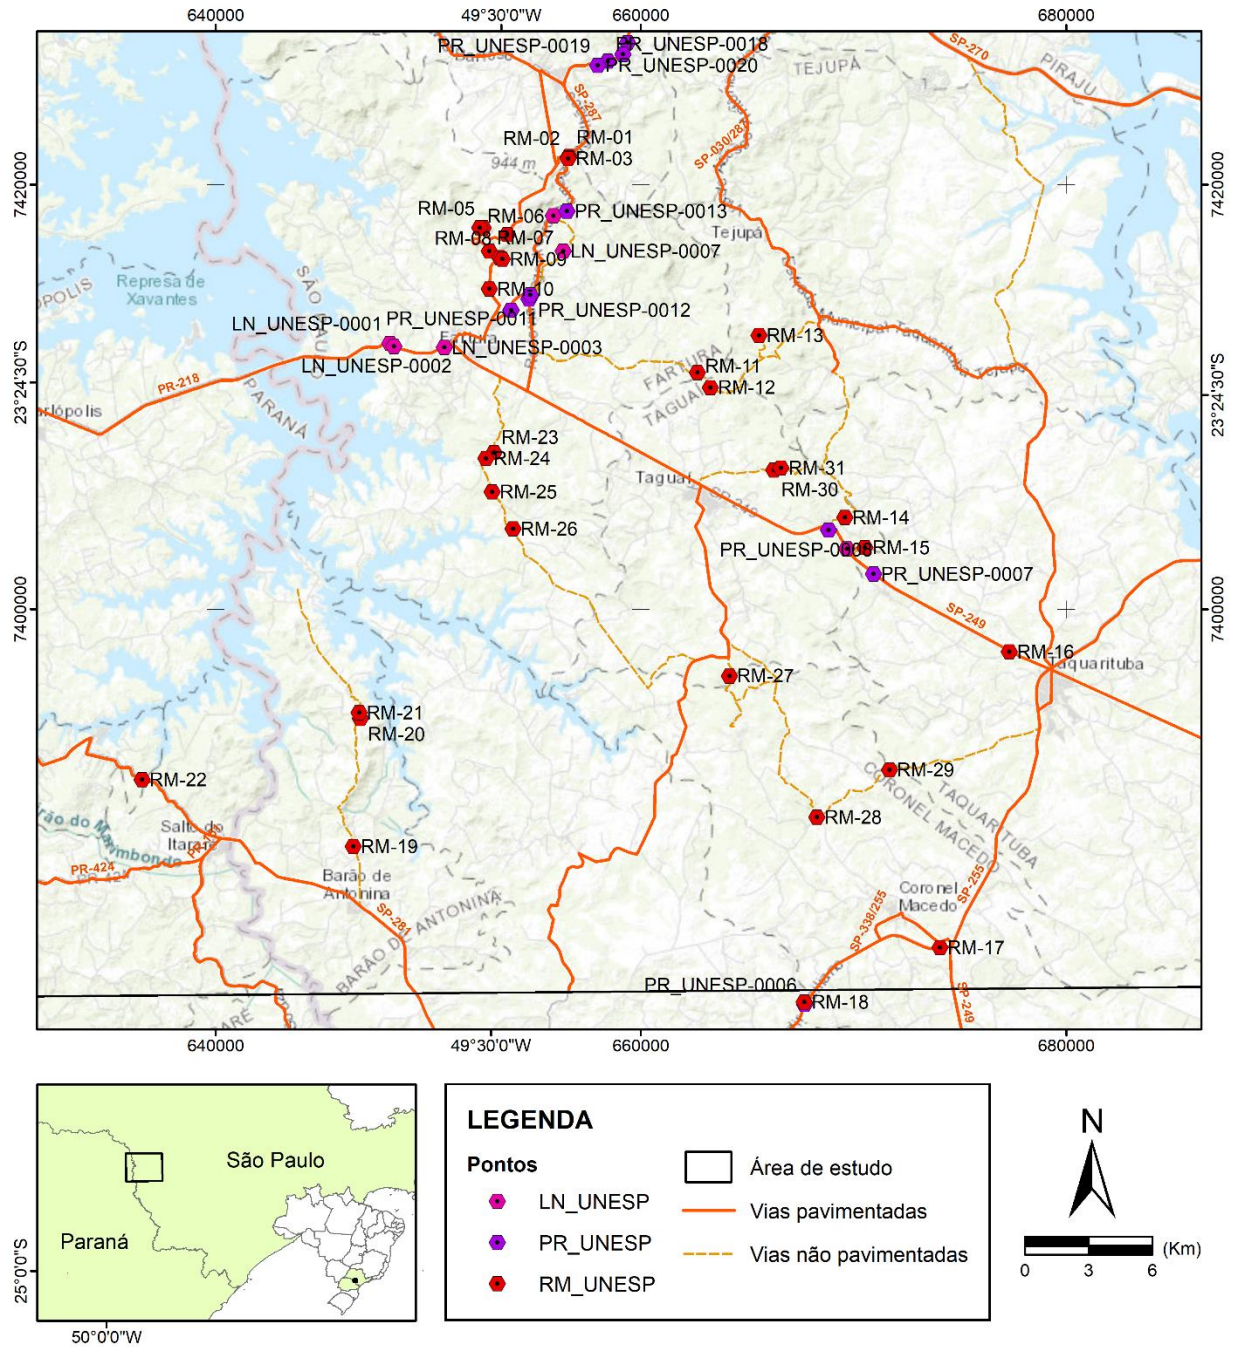 640000
49°30'0"W
660000
680000
PR_UNESP-0019
PR_UNESP-0018
PR_UNESP-0020
SP-270
PIRAJU
TEJUPÁ
SP-287
SP-030/287
RM-02
RM-01
RM-03
944 m
7420000
7420000
RM-05
RM-06
PR_UNESP-0013
Tejupá
RM-08
RM-07
LN_UNESP-0007
RM-09
Represa de
Xavantes
SÃO
RM-10
LN_UNESP-0001
PR_UNESP-0011
PR_UNESP-0012
LN_UNESP-0003
LN_UNESP-0002
RM-13
FARTURA
RM-11
RM-12
PR-218
PARANÁ
23°24'30"S
23°24'30"S
RM-23
RM-24
RM-25
RM-26
Taguaí
SP-249
RM-31
RM-30
RM-14
RM-15
PR_UNESP-0007
7400000
7400000
SP-249
RM-16
RM-27
RM-21
RM-20
RM-22
RM-29
CORONEL MACEDO
TAQUARITUBA
RM-28
PR-424
RM-19
Barão de
Antonina
SP-281
BARÃO DE ANTONINA
Coronel
Macedo
SP-338/255
SP-255
RM-17
PR_UNESP-0006
RM-18
SP-249
640000
49°30'0"W
660000
680000
São Paulo
Paraná
25°0'0"S
50°0'0"W
LEGENDA
Pontos
LN_UNESP
PR_UNESP
RM_UNESP
Área de estudo
Vias pavimentadas
Vias não pavimentadas
N
(Km)
0
3
6